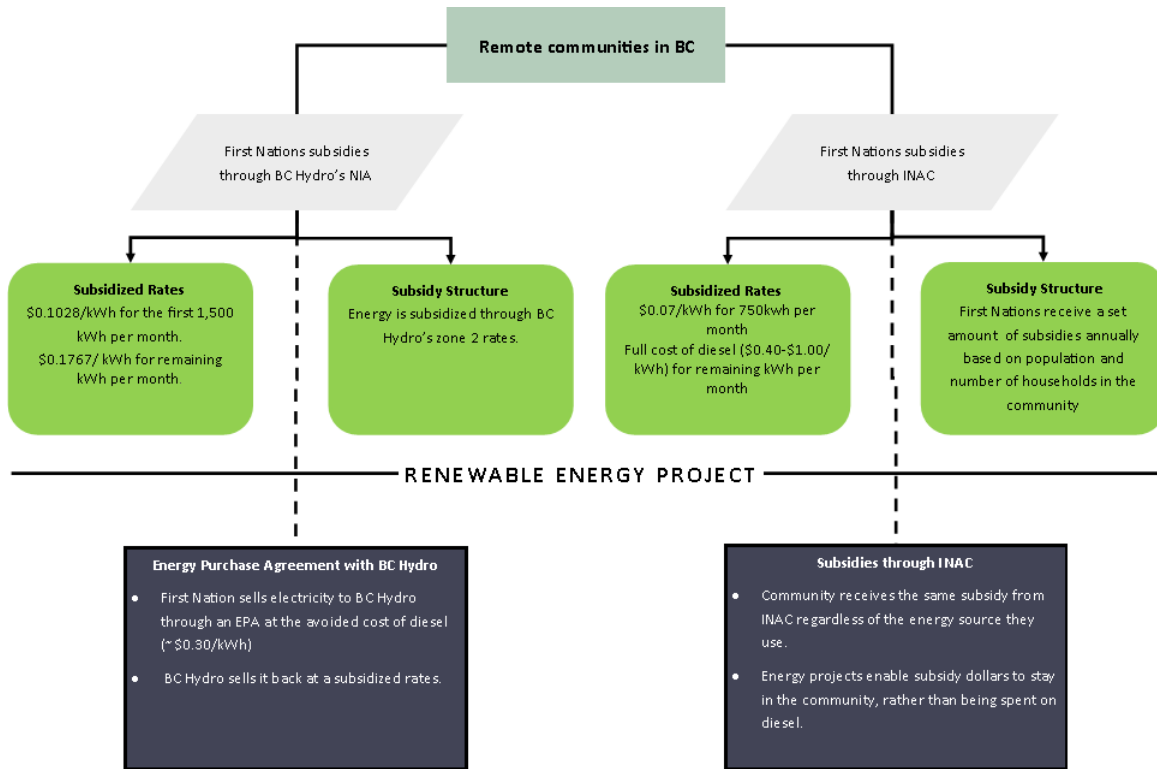 Remote communities in BC
First Nations subsidies
through BC Hydro's NIA
First Nations subsidies
through INAC
Subsidized Rates
$0.1028/kWh for the first 1,500
kWh per month.
$0.1767/ kWh for remaining
kWh per month.
Subsidy Structure
Energy is subsidized through BC
Hydro's zone 2 rates.
Subsidized Rates
$0.07/kWh for 750kwh per
month
Full cost of diesel ($0.40-$1.00/
kWh) for remaining kWh per
month
Subsidy Structure
First Nations receive a set
amount of subsidies annually
based on population and
number of households in the
community
RENEWABLE ENERGY PROJECT
Energy Purchase Agreement with BC Hydro
● First Nation sells electricity to BC Hydro
through an EPA at the avoided cost of diesel
(~$0.30/kWh)
● BC Hydro sells it back at a subsidized rates.
Subsidies through INAC
● Community receives the same subsidy from
INAC regardless of the energy source they
use.
● Energy projects enable subsidy dollars to stay
in the community, rather than being spent on
diesel.